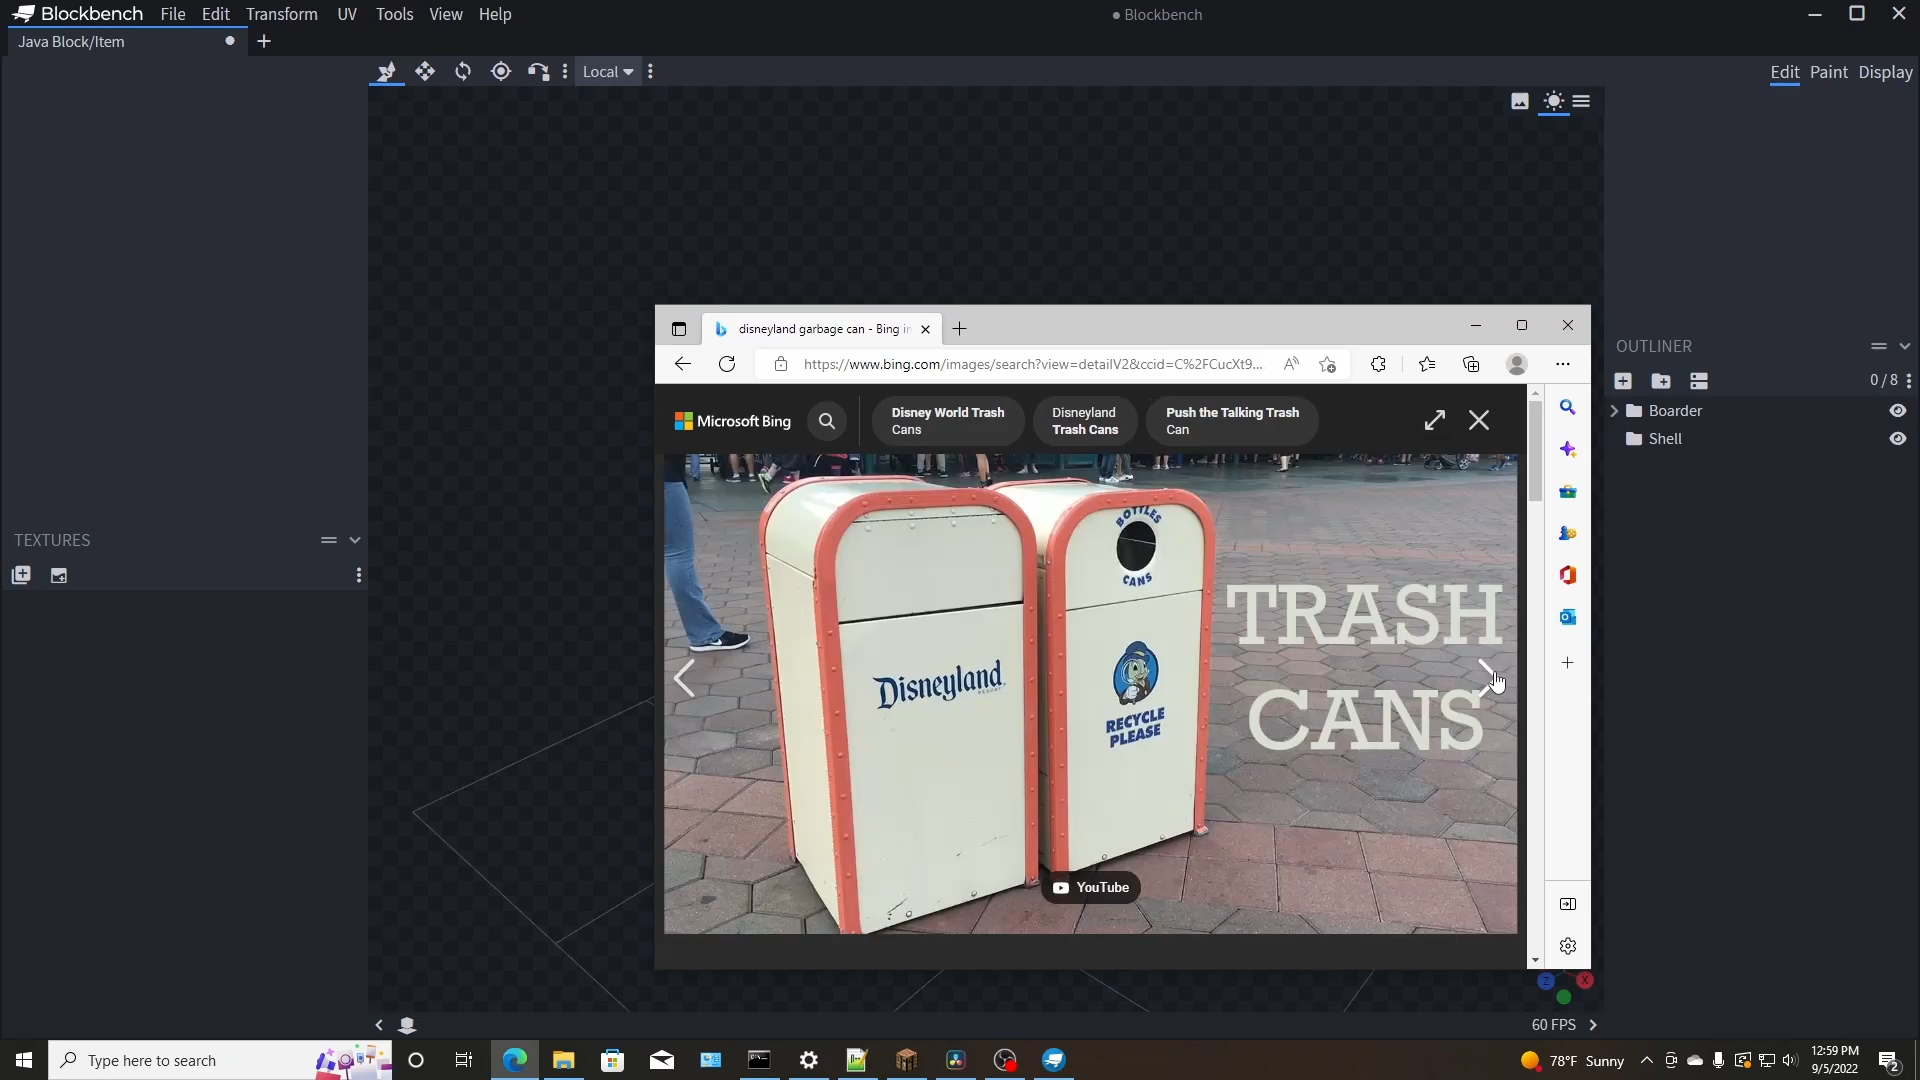 Blockbench File Edit Transform UV Tools View Help
Blockbench
Java Block/Item
Local
Edit Paint Display
disneyland garbage can - Bing in
https://www.bing.com/images/search?view=detailV2&ccid=C%2FCucXt9...
OUTLINER
0 / 8
Boarder
Shell
Microsoft Bing
Disney World Trash
Cans
Disneyland
Trash Cans
Push the Talking Trash
Can
BOTTLES
CANS
Disneyland
RESORT
RECYCLE
PLEASE
TRASH
CANS
YouTube
TEXTURES
Z
X
60 FPS
Type here to search
78°F Sunny
12:59 PM
9/5/2022
2